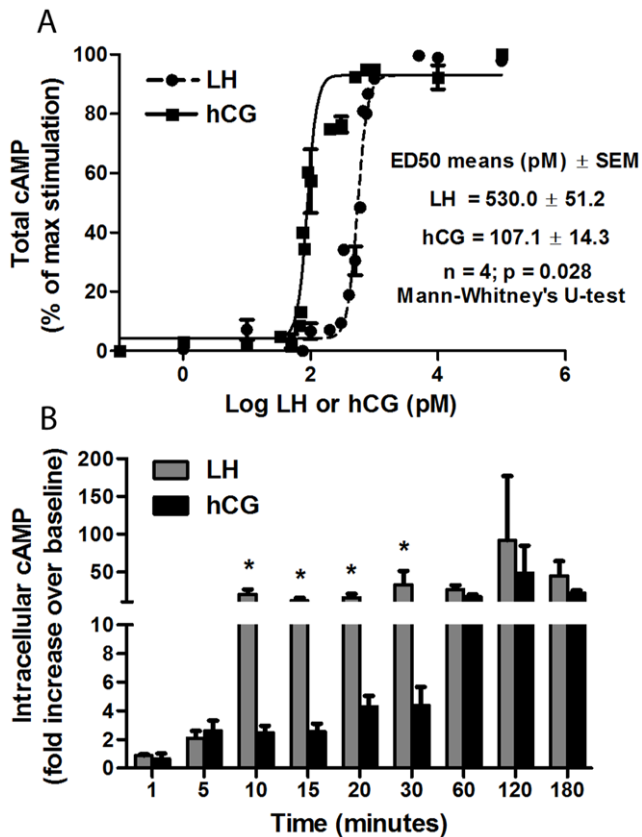 A
Total cAMP
(% of max stimulation)
100
80
60
40
20
0
LH
hCG
ED50 means (pM) ± SEM
LH = 530.0 ± 51.2
hCG = 107.1 ± 14.3
n = 4; p = 0.028
Mann-Whitney's U-test
0 2 4 6
Log LH or hCG (pM)
B
Intracellular cAMP
(fold increase over baseline)
200
150
100
50
10
8
6
4
2
0
LH
hCG
* * * *
1 5 10 15 20 30 60 120 180
Time (minutes)